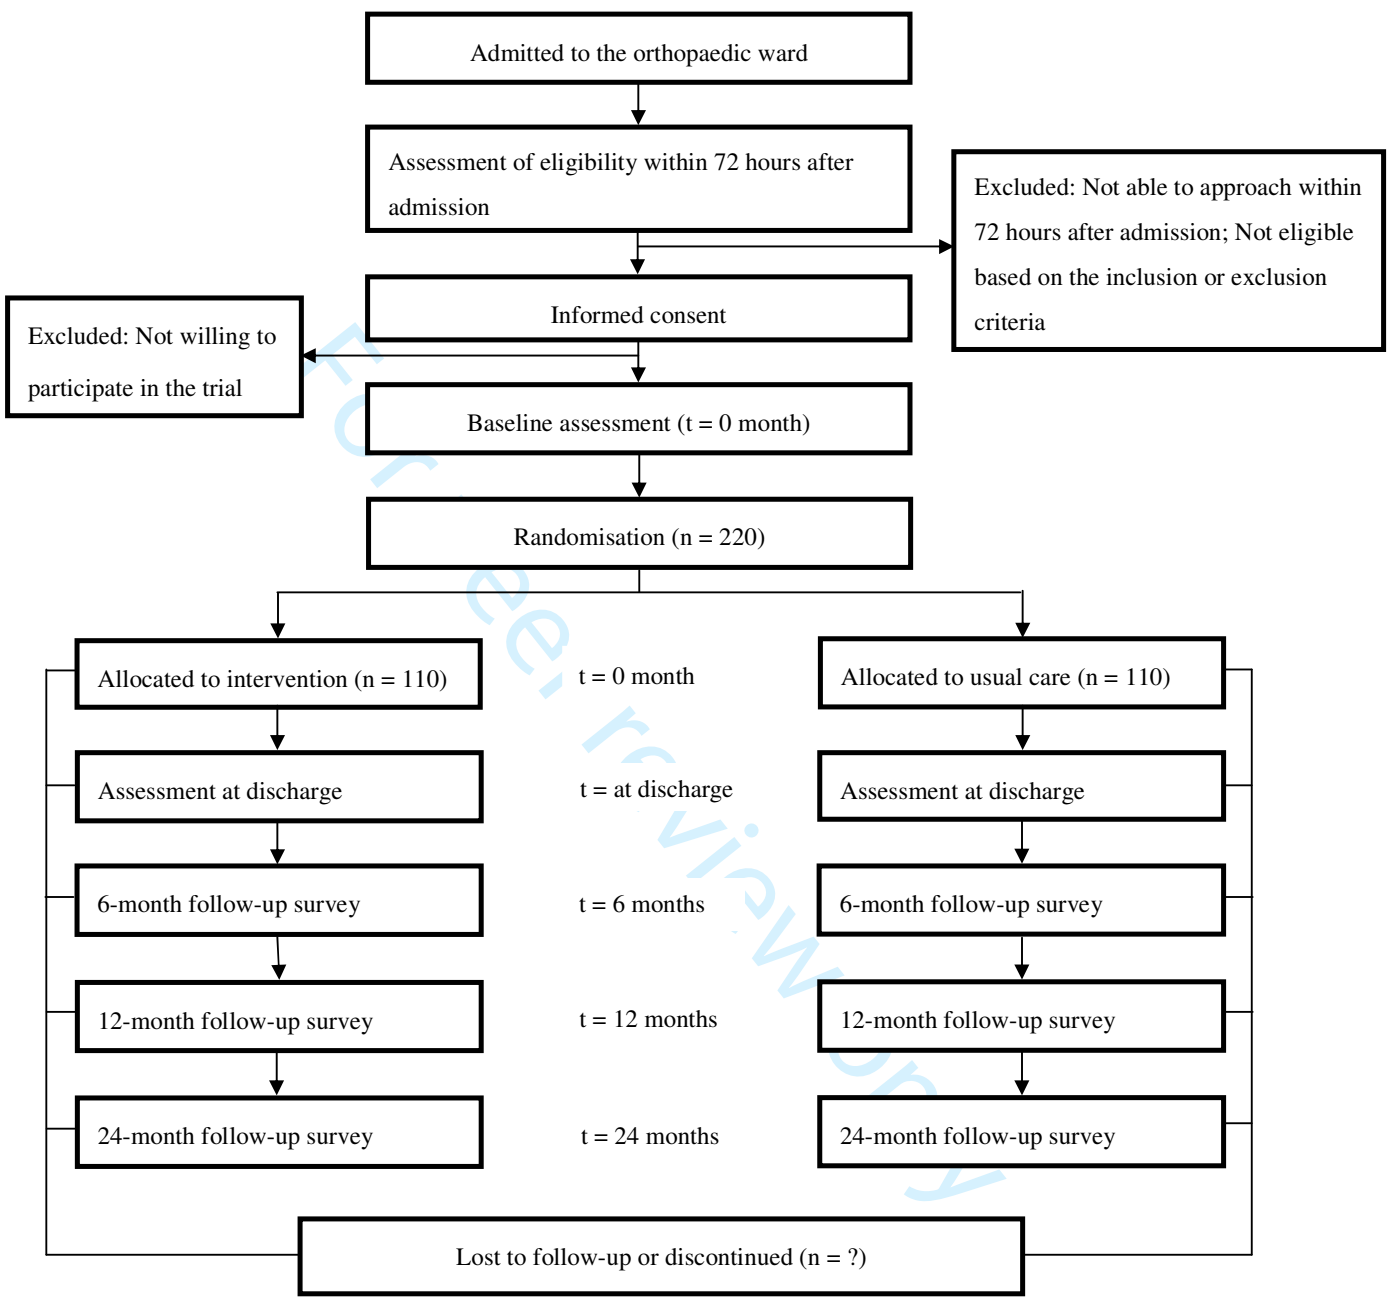 Admitted to the orthopaedic ward
Assessment of eligibility within 72 hours after
admission
Excluded: Not able to approach within
72 hours after admission; Not eligible
based on the inclusion or exclusion
criteria
Informed consent
Excluded: Not willing to
participate in the trial
Baseline assessment (t = 0 month)
Randomisation (n = 220)
Allocated to intervention (n = 110)
t = 0 month
Allocated to usual care (n = 110)
Assessment at discharge
t = at discharge
Assessment at discharge
6-month follow-up survey
t = 6 months
6-month follow-up survey
12-month follow-up survey
t = 12 months
12-month follow-up survey
24-month follow-up survey
t = 24 months
24-month follow-up survey
Lost to follow-up or discontinued (n = ?)
For peer review only